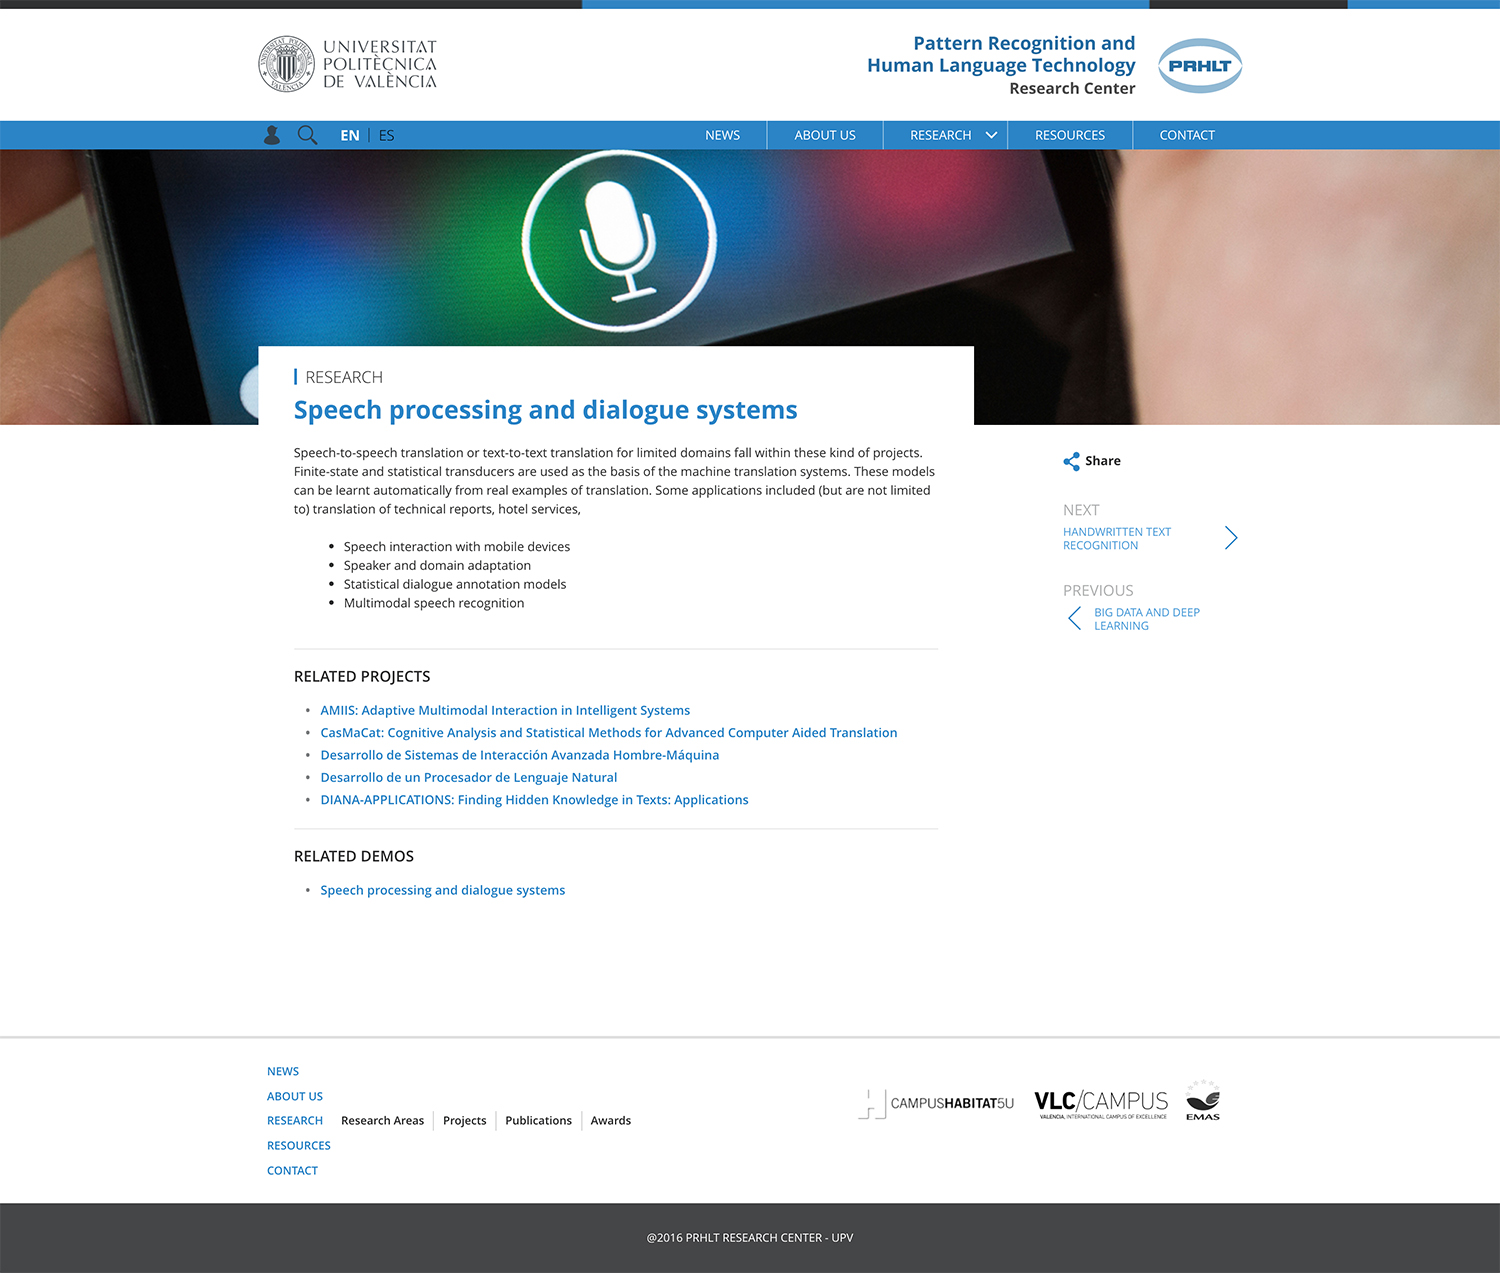 UNIVERSITAT
POLITÈCNICA
DE VALÈNCIA
Pattern Recognition and
Human Language Technology
Research Center
PRHLT
EN | ES
NEWS
ABOUT US
RESEARCH
RESOURCES
CONTACT
RESEARCH
Speech processing and dialogue systems
Speech-to-speech translation or text-to-text translation for limited domains fall within these kind of projects.
Finite-state and statistical transducers are used as the basis of the machine translation systems. These models
can be learnt automatically from real examples of translation. Some applications included (but are not limited
to) translation of technical reports, hotel services,
• Speech interaction with mobile devices
• Speaker and domain adaptation
• Statistical dialogue annotation models
• Multimodal speech recognition
Share
NEXT
HANDWRITTEN TEXT
RECOGNITION
PREVIOUS
BIG DATA AND DEEP
LEARNING
RELATED PROJECTS
• AMIIS: Adaptive Multimodal Interaction in Intelligent Systems
• CasMaCat: Cognitive Analysis and Statistical Methods for Advanced Computer Aided Translation
• Desarrollo de Sistemas de Interacción Avanzada Hombre-Máquina
• Desarrollo de un Procesador de Lenguaje Natural
• DIANA-APPLICATIONS: Finding Hidden Knowledge in Texts: Applications
RELATED DEMOS
• Speech processing and dialogue systems
NEWS
ABOUT US
RESEARCH
Research Areas
Projects
Publications
Awards
RESOURCES
CONTACT
CAMPUSHABITAT5U
VLC/CAMPUS
VALENCIA, INTERNATIONAL CAMPUS OF EXCELLENCE
EMAS
@2016 PRHLT RESEARCH CENTER - UPV